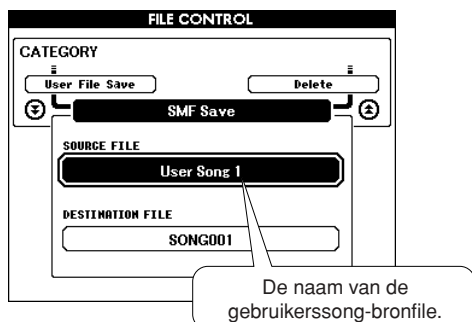 FILE CONTROL
CATEGORY
User File Save
Delete
SMF Save
SOURCE FILE
User Song 1
DESTINATION FILE
SONG001
De naam van de
gebruikerssong-bronfile.